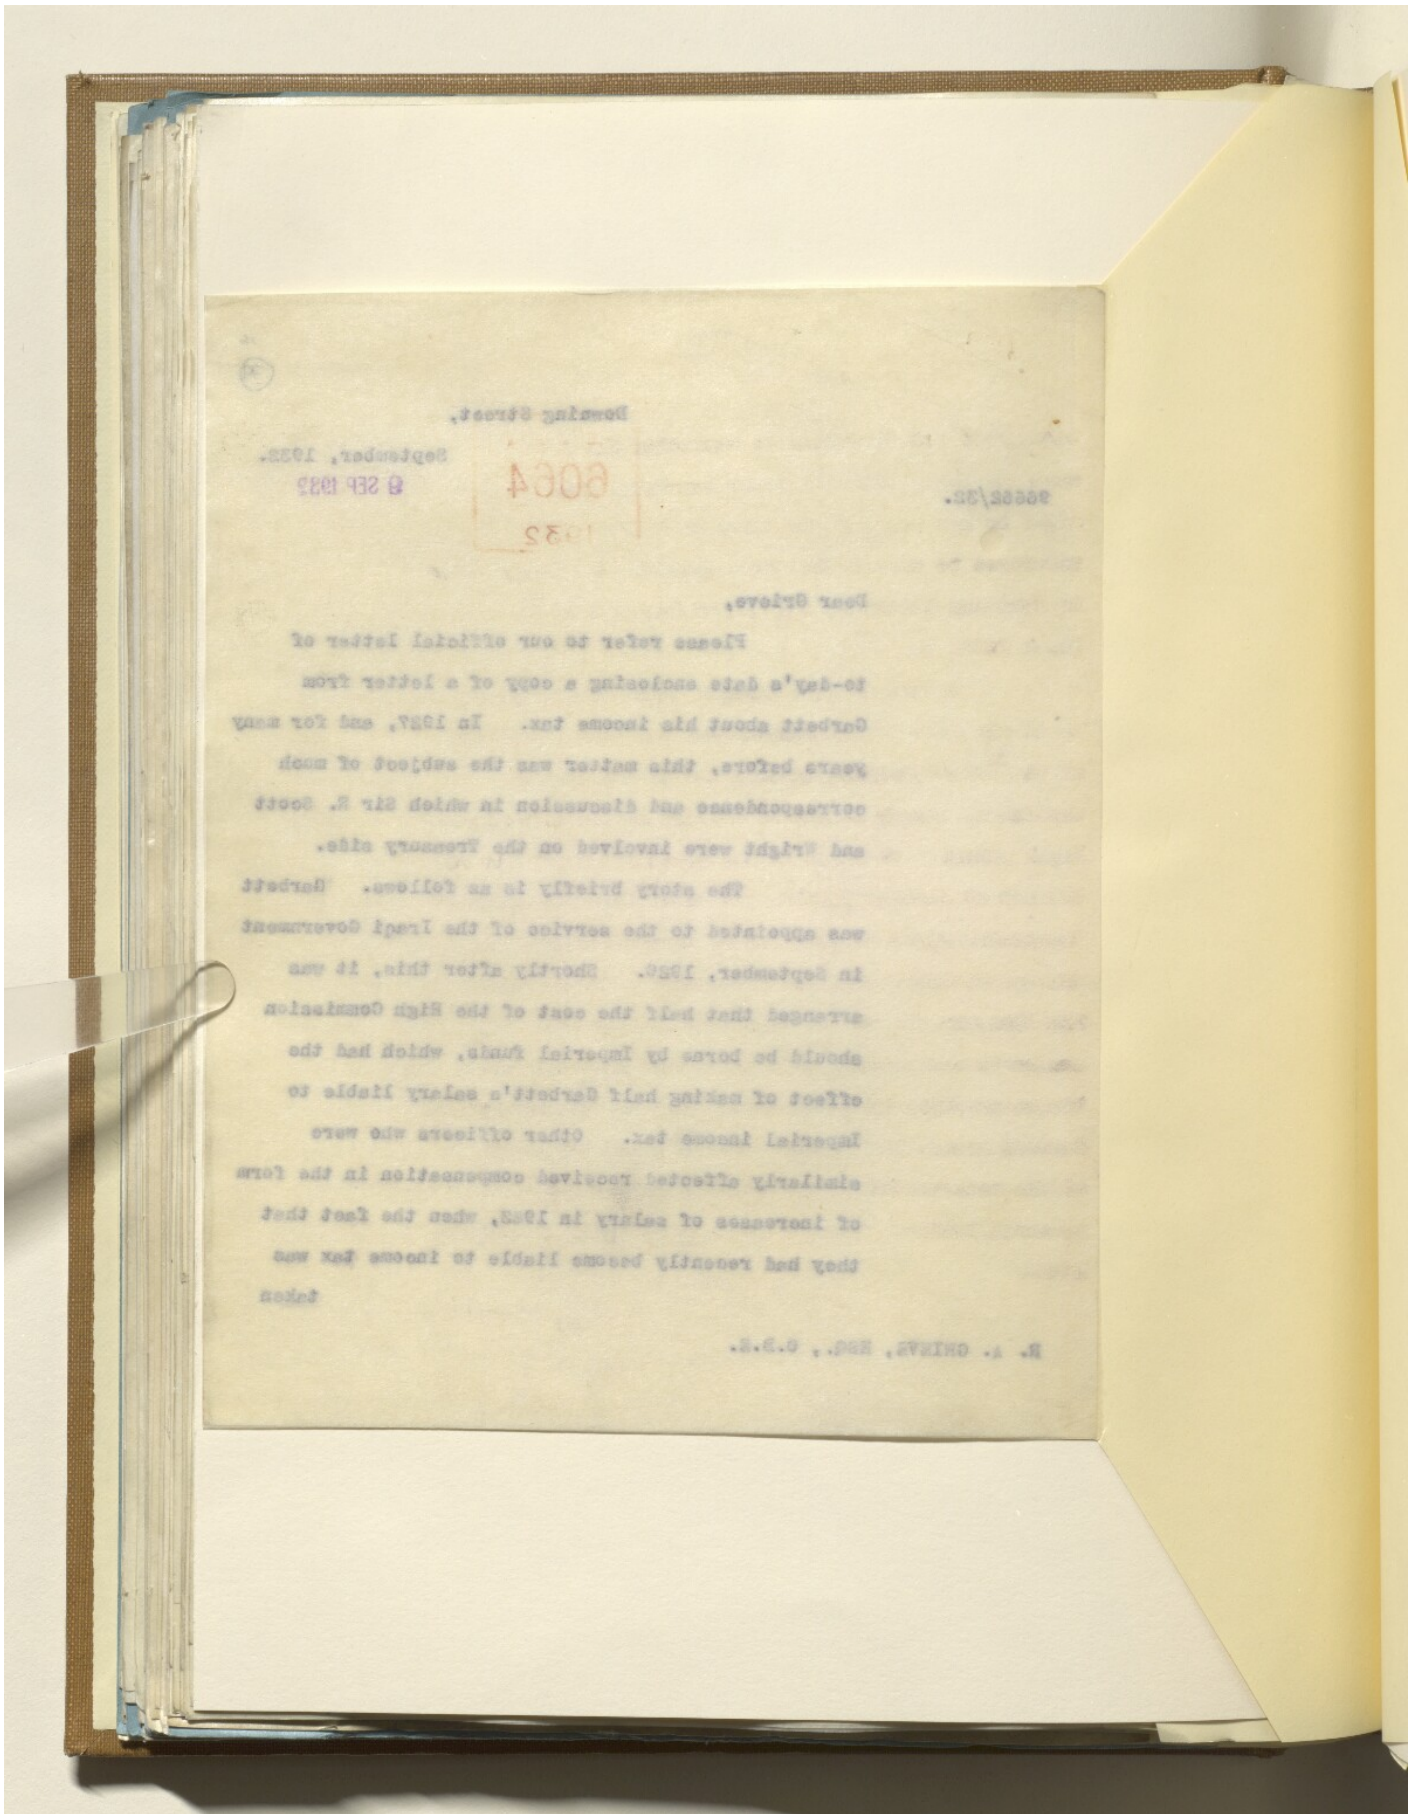 Downing Street,
September, 1932.
6064
9 SEP 1932
96662/32.
1932
Dear Grieve,
Please refer to our official letter of
to-day's date enclosing a copy of a letter from
Garbett about his income tax. In 1927, and for many
years before, this matter was the subject of much
correspondence and discussion in which Sir R. Scott
and Wright were involved on the Treasury side.
The story briefly is as follows. Garbett
was appointed to the service of the Iraqi Government
in September, 1920. Shortly after this, it was
arranged that half the cost of the High Commission
should be borne by Imperial funds, which had the
effect of making half Garbett's salary liable to
Imperial income tax. Other officers who were
similarly affected received compensation in the form
of increases of salary in 1922, when the fact that
they had recently become liable to income tax was
taken
R. A. GRIEVE, ESQ., O.B.E.